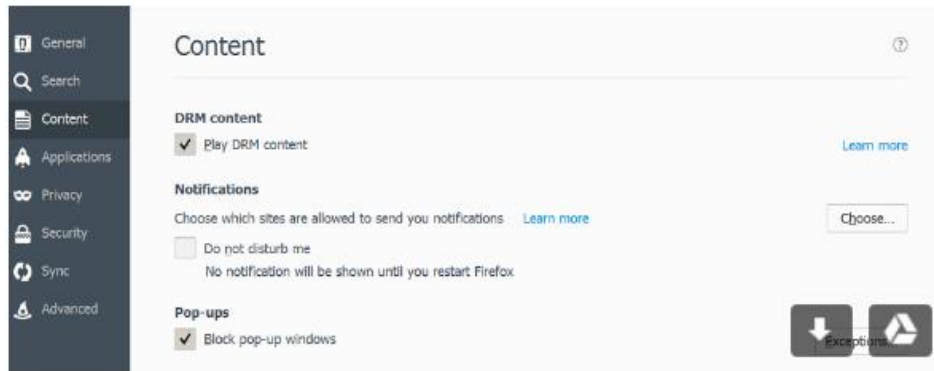 General
Search
Content
Applications
Privacy
Security
Sync
Advanced
Content
?
DRM content
Play DRM content
Learn more
Notifications
Choose which sites are allowed to send you notifications Learn more
Choose...
Do not disturb me
No notification will be shown until you restart Firefox
Pop-ups
Block pop-up windows